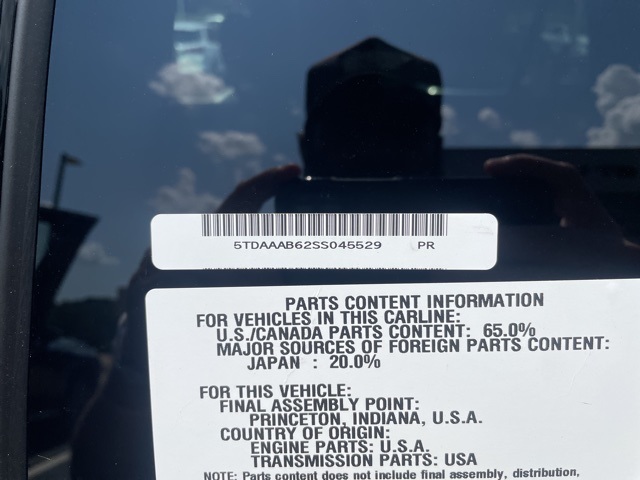 5TDAAAB62SS045529 PR
PARTS CONTENT INFORMATION
FOR VEHICLES IN THIS CARLINE:
U.S./CANADA PARTS CONTENT: 65.0%
MAJOR SOURCES OF FOREIGN PARTS CONTENT:
JAPAN : 20.0%
FOR THIS VEHICLE:
FINAL ASSEMBLY POINT:
PRINCETON, INDIANA, U.S.A.
COUNTRY OF ORIGIN:
ENGINE PARTS: U.S.A.
TRANSMISSION PARTS: USA
NOTE: Parts content does not include final assembly, distribution,